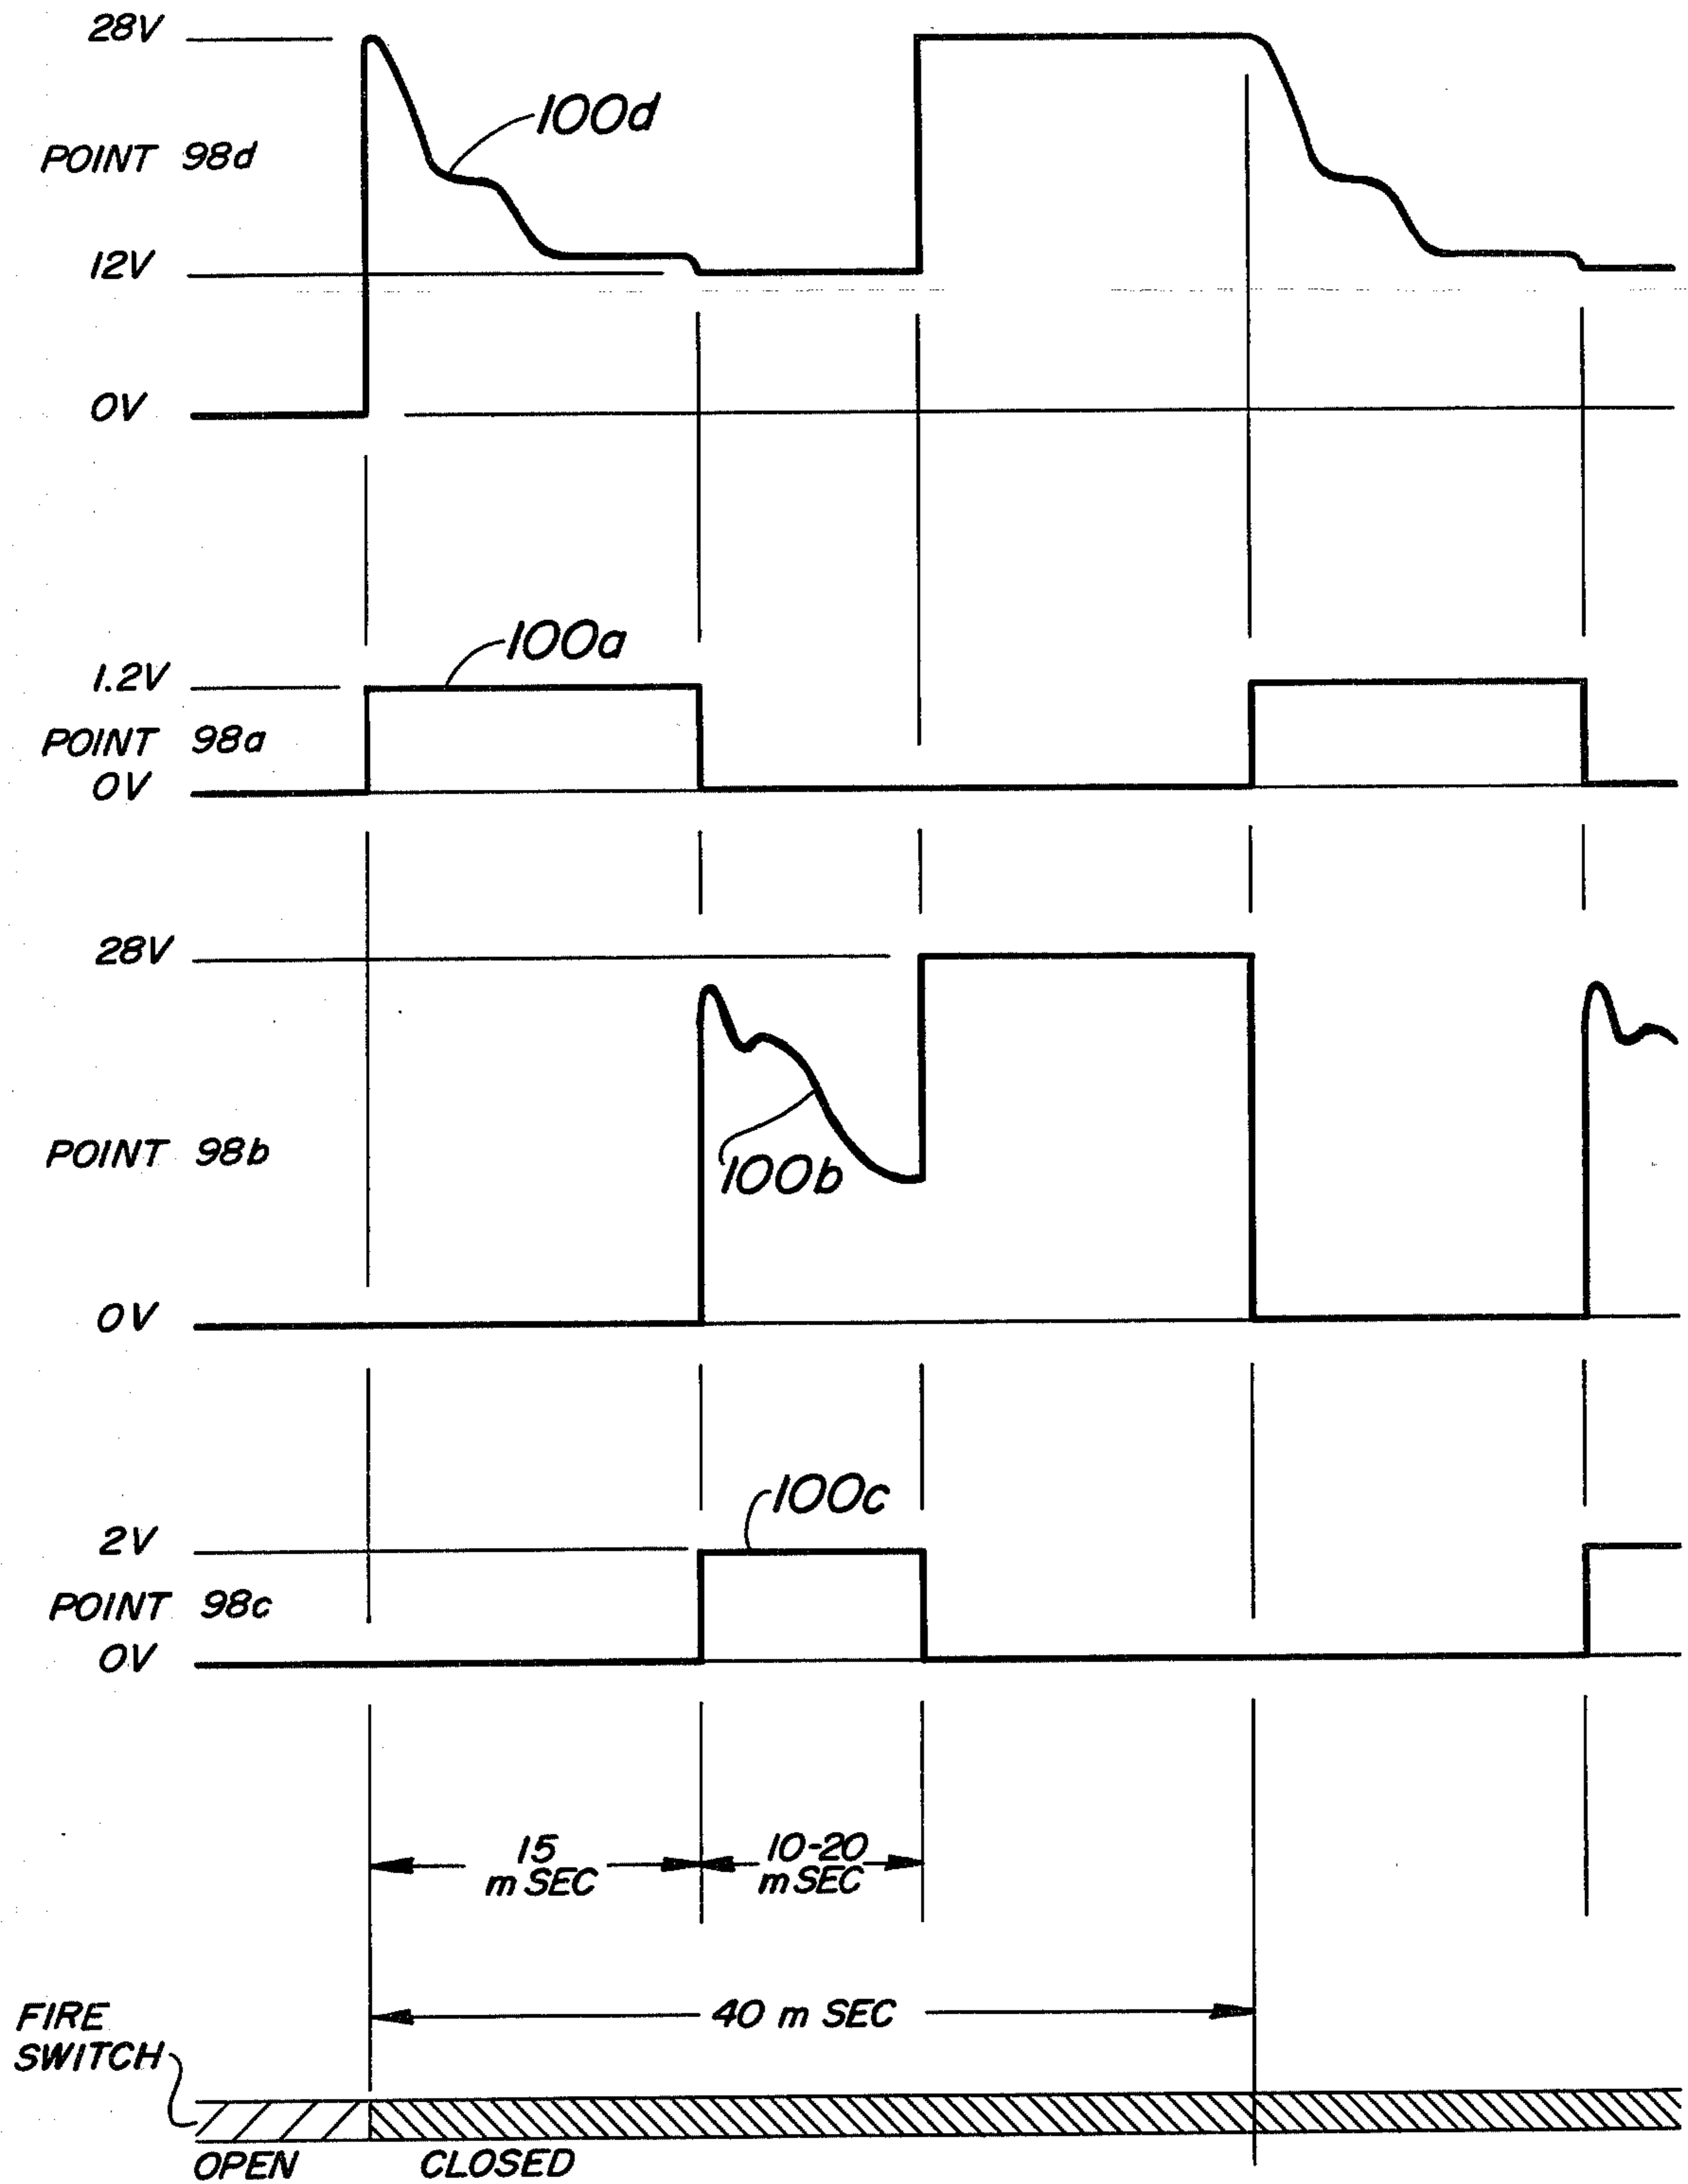 28V
100d
POINT 98d
12V
0V
100a
1.2V
POINT 98a
0V
28V
POINT 98b
100b
0V
100c
2V
POINT 98c
0V
15
m SEC
10-20
m SEC
40 m SEC
FIRE
SWITCH
OPEN
CLOSED